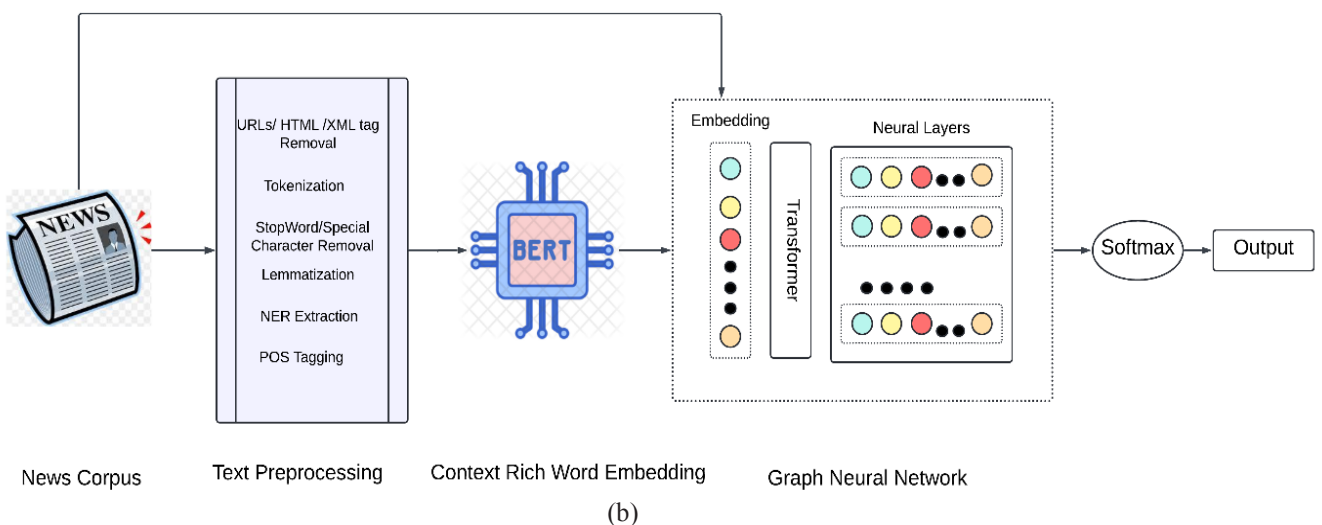 URLs/ HTML /XML tag
Removal
Tokenization
StopWord/Special
Character Removal
Lemmatization
NER Extraction
POS Tagging
NEWS
BERT
Embedding
Transformer
Neural Layers
Softmax
Output
News Corpus
Text Preprocessing
Context Rich Word Embedding
Graph Neural Network
(b)